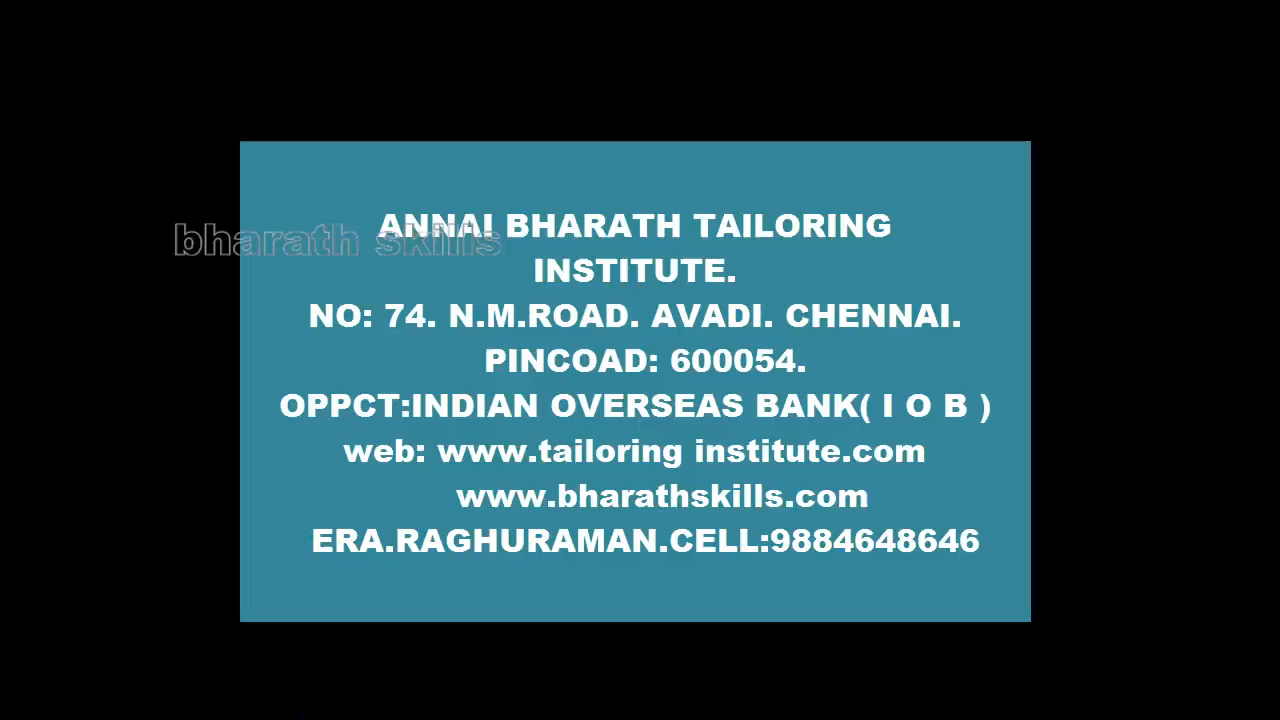 ANNAI BHARATH TAILORING
bharath skills
INSTITUTE.
NO: 74. N.M.ROAD. AVADI. CHENNAI.
PINCOAD: 600054.
OPPCT:INDIAN OVERSEAS BANK( I O B )
web: www.tailoring institute.com
www.bharathskills.com
ERA.RAGHURAMAN.CELL:9884648646